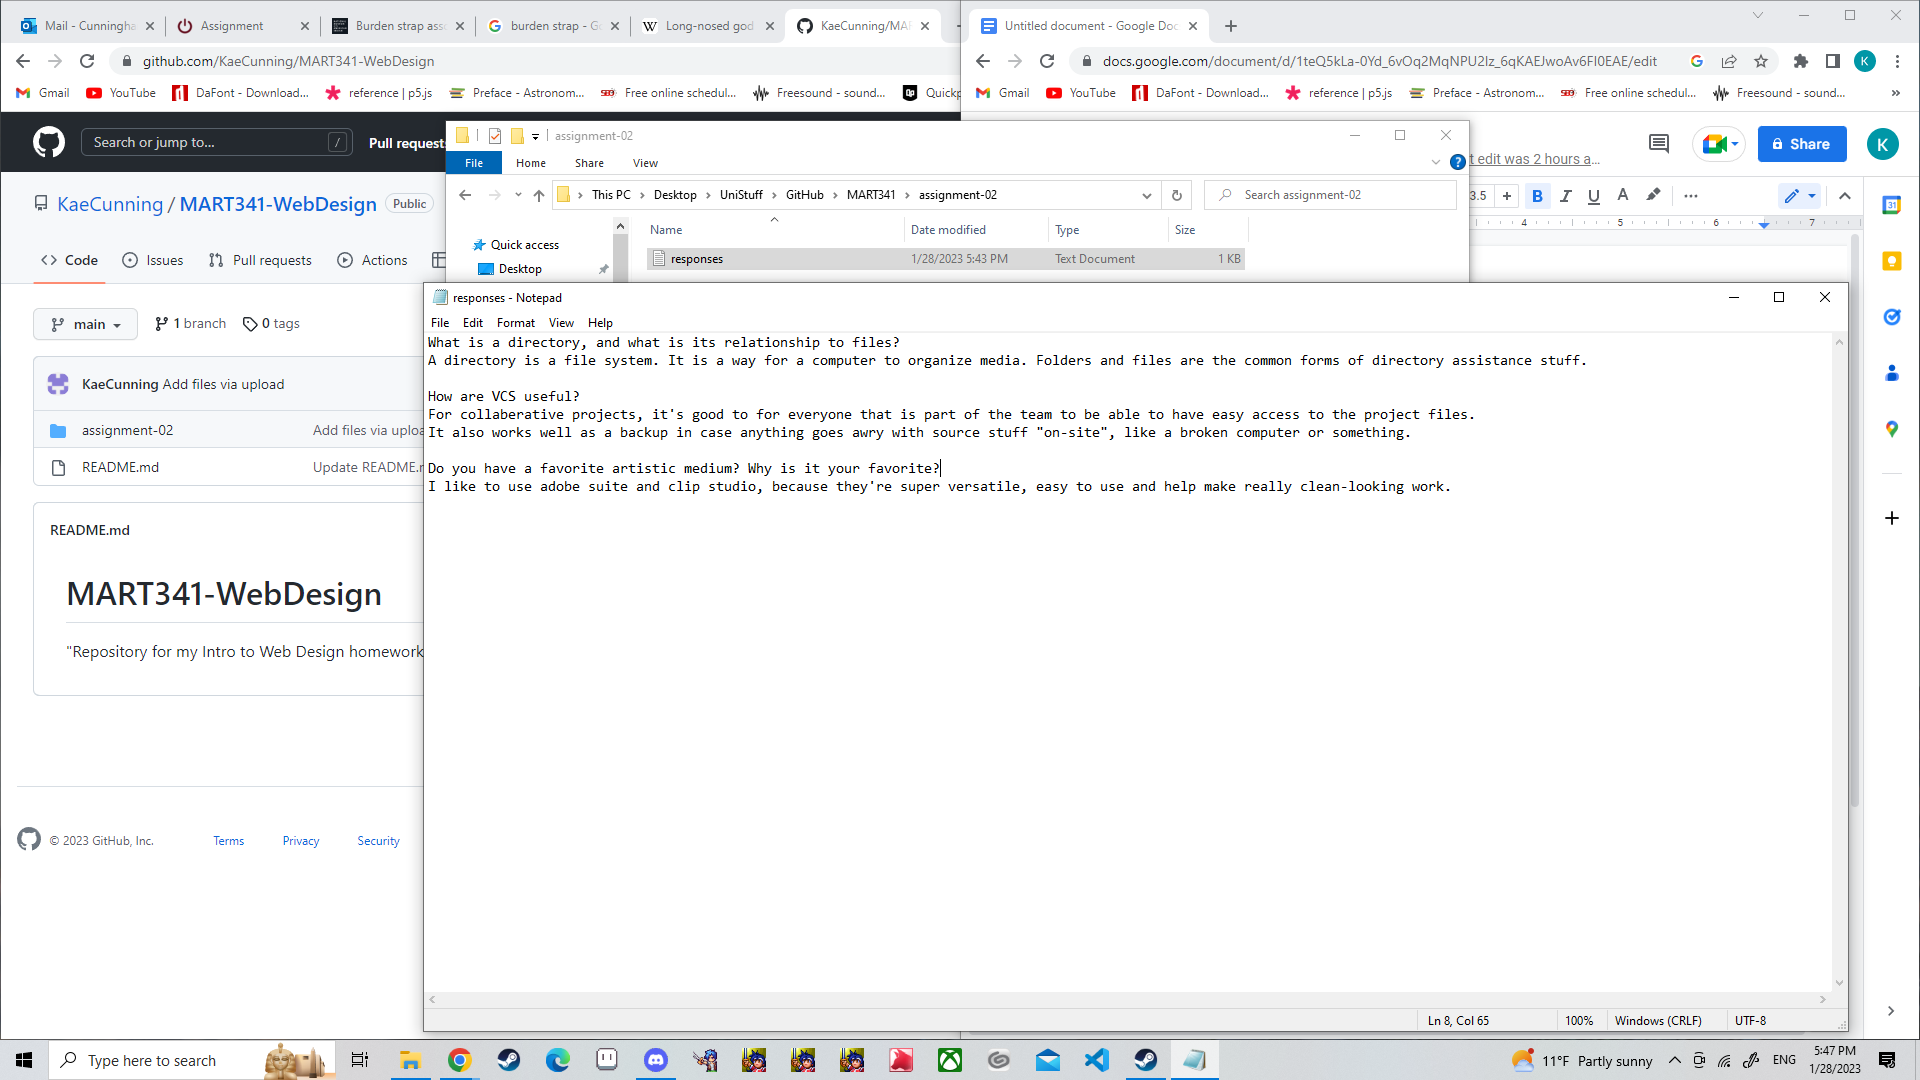 Mail - Cunningha
Assignment
Burden strap asso
burden strap - Go
Long-nosed god
KaeCunning/MAR
Untitled document - Google Doc
github.com/KaeCunning/MART341-WebDesign
docs.google.com/document/d/1teQ5kLa-0Yd_6vOq2MqNPU2Iz_6qKAEJwoAv6FI0EAE/edit
K
Gmail
YouTube
DaFont - Download...
reference | p5.js
Preface - Astronom...
Free online schedul...
Freesound - sound...
Quickp
Gmail
YouTube
DaFont - Download...
reference | p5.js
Preface - Astronom...
Free online schedul...
Freesound - sound...
»
Search or jump to...
/
Pull request
assignment-02
t edit was 2 hours a...
Share
K
File
Home
Share
View
KaeCunning / MART341-WebDesign
Public
This PC
Desktop
UniStuff
GitHub
MART341
assignment-02
Search assignment-02
3.5
B
I
U
A
4
5
6
7
31
Name
Date modified
Type
Size
Quick access
Desktop
responses
1/28/2023 5:43 PM
Text Document
1 KB
Code
Issues
Pull requests
Actions
responses - Notepad
main
1 branch
0 tags
File
Edit
Format
View
Help
What is a directory, and what is its relationship to files?
A directory is a file system. It is a way for a computer to organize media. Folders and files are the common forms of directory assistance stuff.
How are VCS useful?
For collaberative projects, it's good to for everyone that is part of the team to be able to have easy access to the project files.
It also works well as a backup in case anything goes awry with source stuff "on-site", like a broken computer or something.
Do you have a favorite artistic medium? Why is it your favorite?
I like to use adobe suite and clip studio, because they're super versatile, easy to use and help make really clean-looking work.
KaeCunning Add files via upload
assignment-02
Add files via uploa
README.md
Update README.r
README.md
MART341-WebDesign
"Repository for my Intro to Web Design homework
© 2023 GitHub, Inc.
Terms
Privacy
Security
Ln 8, Col 65
100%
Windows (CRLF)
UTF-8
Type here to search
11°F Partly sunny
ENG
5:47 PM
1/28/2023